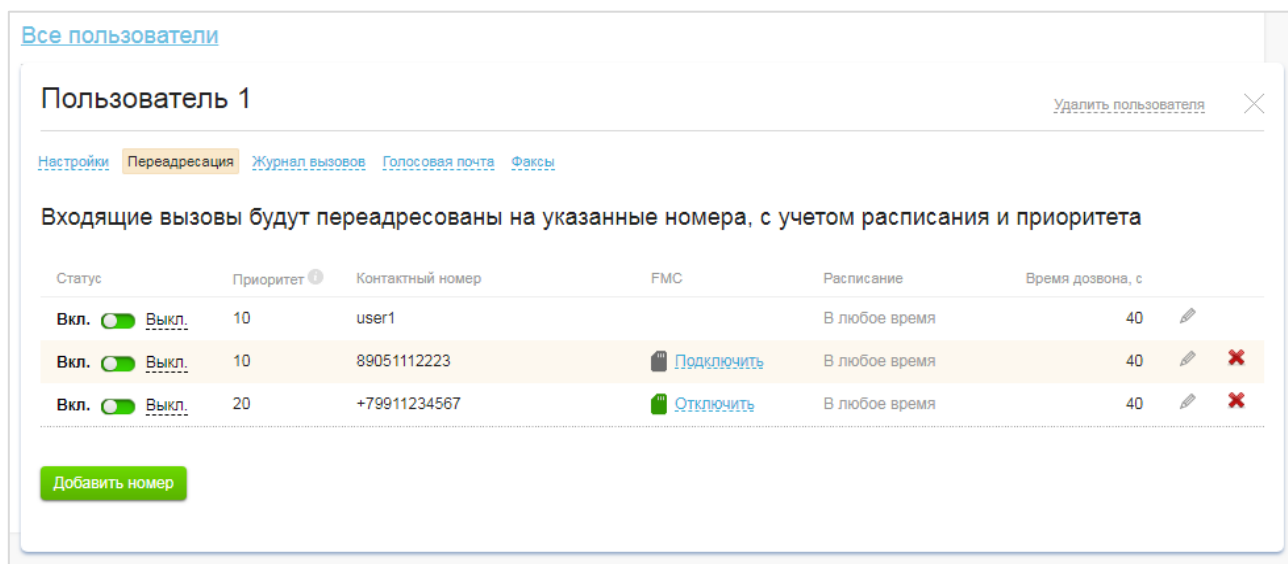 Все пользователи
Пользователь 1
Удалить пользователя
Настройки Переадресация Журнал вызовов Голосовая почта Факсы
Входящие вызовы будут переадресованы на указанные номера, с учетом расписания и приоритета
Статус Приоритет Контактный номер FMC Расписание Время дозвона, с
Вкл. Выкл. 10 user1 В любое время 40
Вкл. Выкл. 10 89051112223 Подключить В любое время 40
Вкл. Выкл. 20 +79911234567 Отключить В любое время 40
Добавить номер